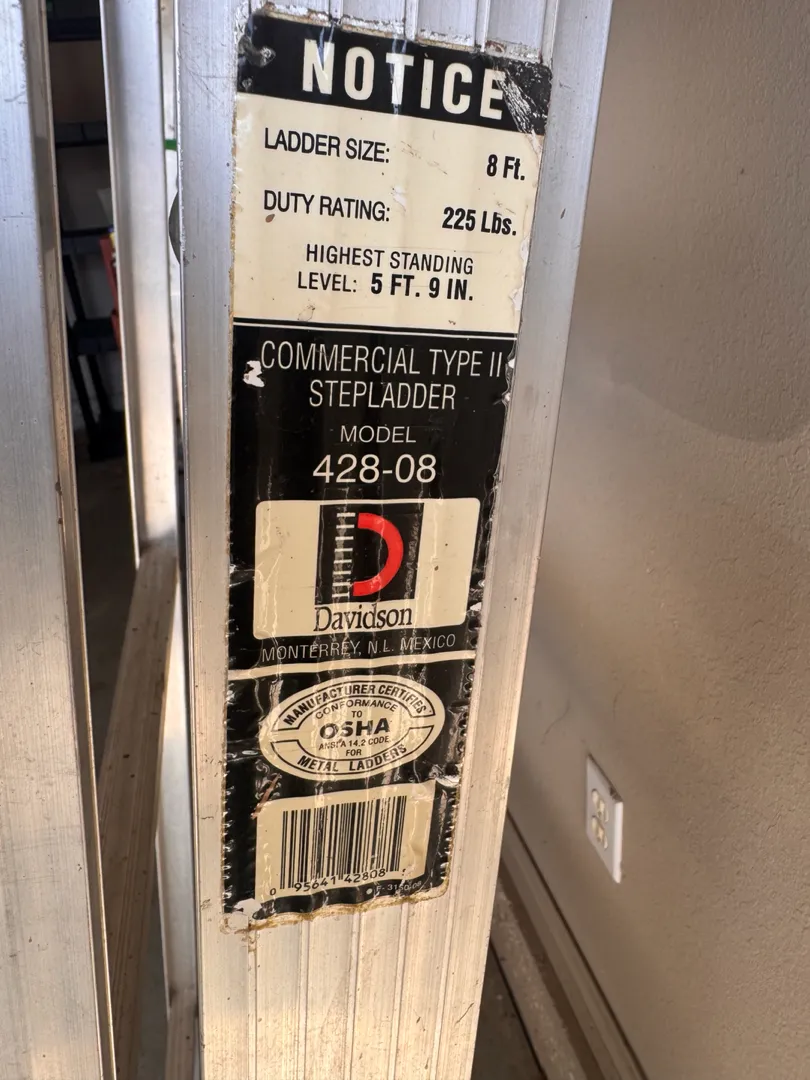 NOTICE
LADDER SIZE: 8 Ft.
DUTY RATING: 225 Lbs.
HIGHEST STANDING
LEVEL: 5 FT. 9 IN.
COMMERCIAL TYPE II
STEPLADDER
MODEL
428-08
Davidson
MONTERREY, N.L. MEXICO
MANUFACTURER CERTIFIES
CONFORMANCE
TO
OSHA
ANSI A 14.2 CODE
FOR
METAL LADDERS
0 95641 42808